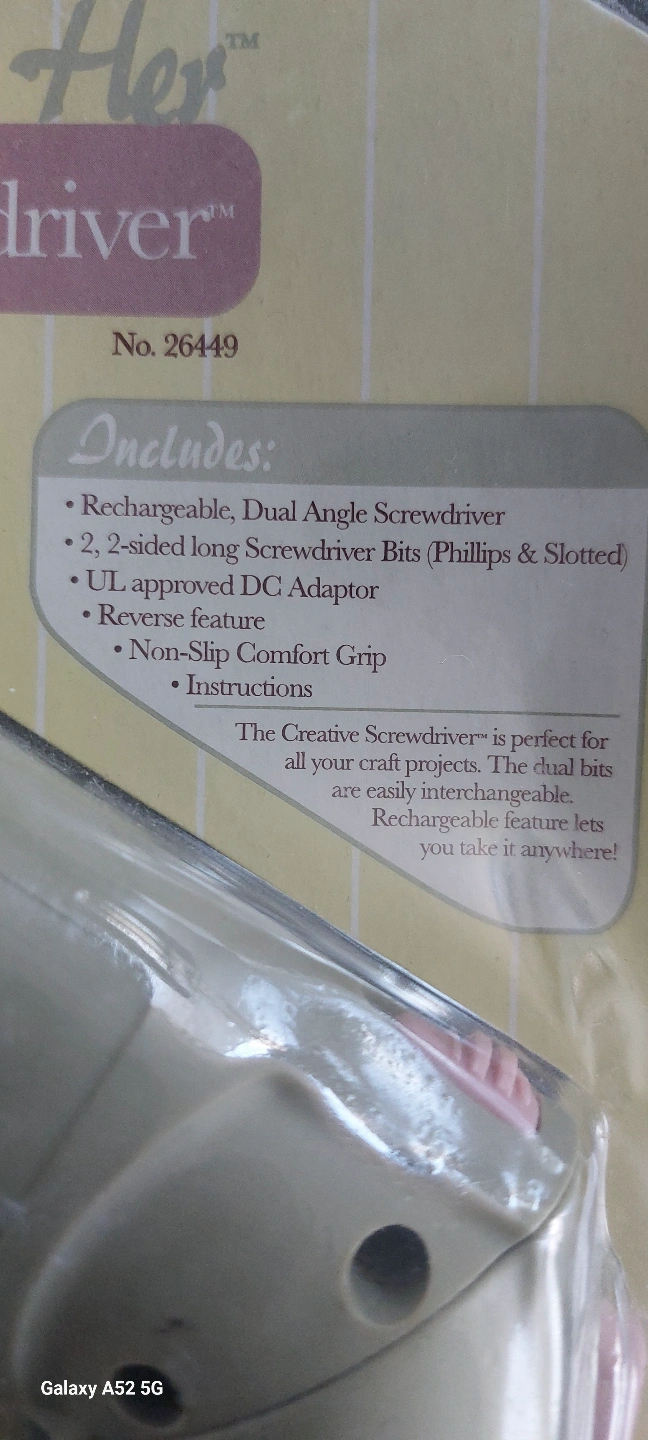 Her™
driver™
No. 26449
Includes:
• Rechargeable, Dual Angle Screwdriver
• 2, 2-sided long Screwdriver Bits (Phillips & Slotted)
• UL approved DC Adaptor
• Reverse feature
• Non-Slip Comfort Grip
• Instructions
The Creative Screwdriver™ is perfect for
all your craft projects. The dual bits
are easily interchangeable.
Rechargeable feature lets
you take it anywhere!
Galaxy A52 5G